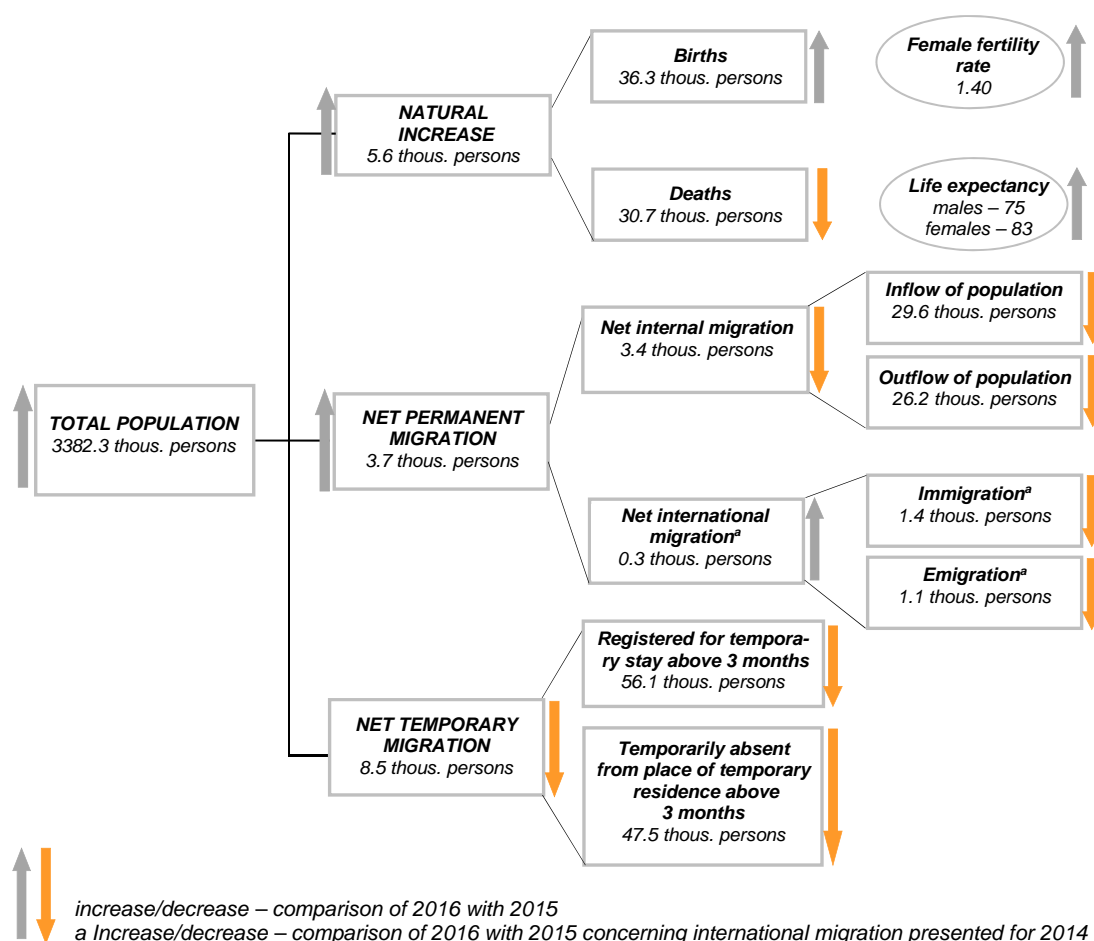 Births
36.3 thous. persons
Female fertility
rate
1.40
NATURAL
INCREASE
5.6 thous. persons
Deaths
30.7 thous. persons
Life expectancy
males – 75
females – 83
Inflow of population
29.6 thous. persons
Net internal migration
3.4 thous. persons
Outflow of population
26.2 thous. persons
TOTAL POPULATION
3382.3 thous. persons
NET PERMANENT
MIGRATION
3.7 thous. persons
Immigrationᵃ
1.4 thous. persons
Net international
migrationᵃ
0.3 thous. persons
Emigrationᵃ
1.1 thous. persons
Registered for tempora-
ry stay above 3 months
56.1 thous. persons
NET TEMPORARY
MIGRATION
8.5 thous. persons
Temporarily absent
from place of temporary
residence above
3 months
47.5 thous. persons
increase/decrease – comparison of 2016 with 2015
a Increase/decrease – comparison of 2016 with 2015 concerning international migration presented for 2014